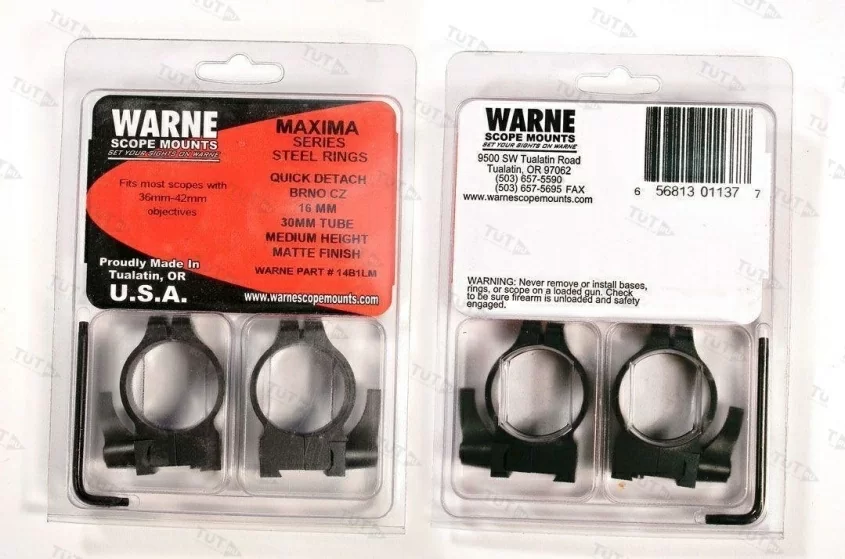 WARNE
SCOPE MOUNTS
SET YOUR SIGHTS ON WARNE
MAXIMA
SERIES
STEEL RINGS
Fits most scopes with
36mm-42mm
objectives
QUICK DETACH
BRNO CZ
16 MM
30MM TUBE
MEDIUM HEIGHT
MATTE FINISH
WARNE PART # 14B1LM
Proudly Made In
Tualatin, OR
U.S.A.
www.warnescopemounts.com
WARNE
SCOPE MOUNTS
SET YOUR SIGHTS ON WARNE
9500 SW Tualatin Road
Tualatin, OR 97062
(503) 657-5590
(503) 657-5695 FAX
www.warnescopemounts.com
6 56813 01137 7
WARNING: Never remove or install bases,
rings, or scope on a loaded gun. Check
to be sure firearm is unloaded and safety
engaged.
TUT